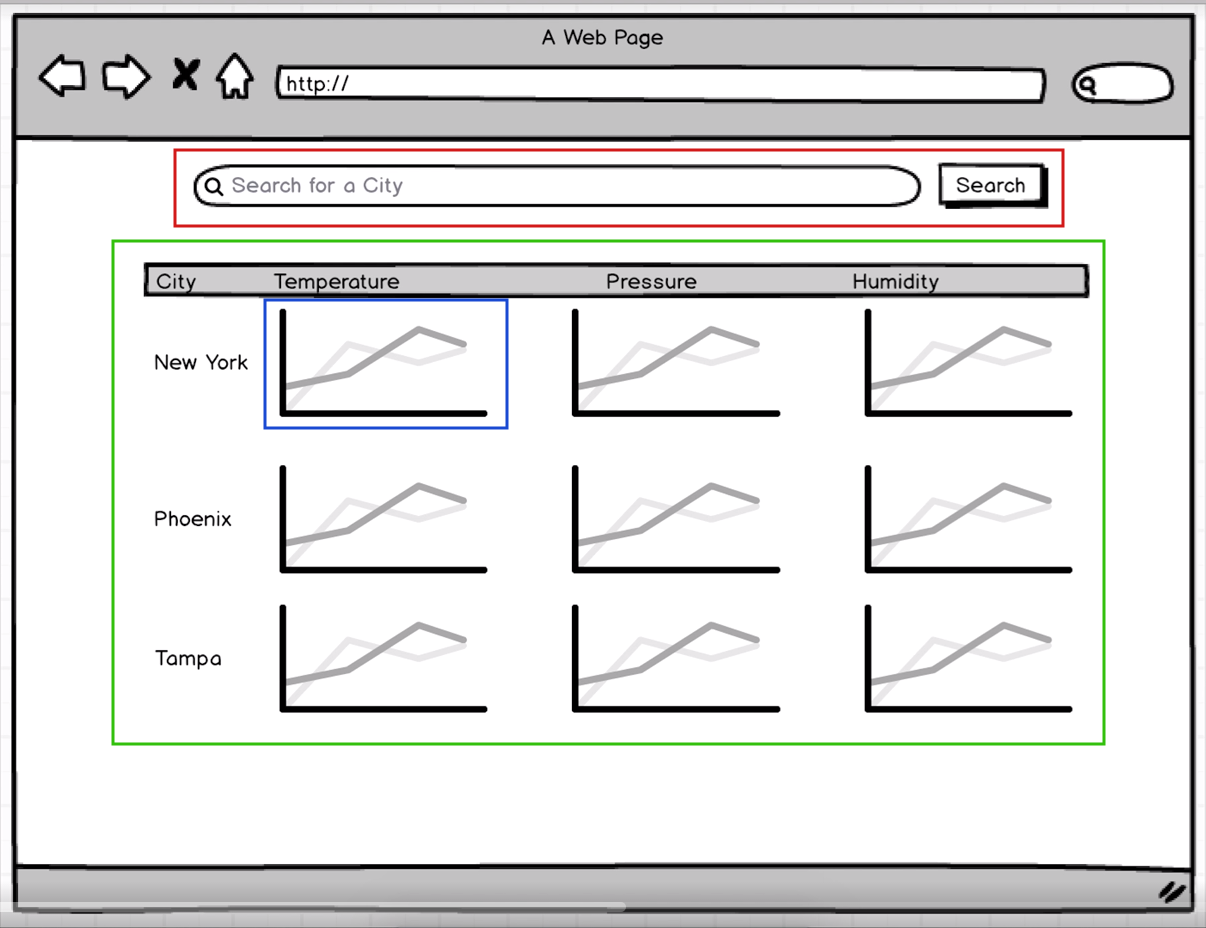 A Web Page
http://
Search for a City
Search
City Temperature Pressure Humidity
New York
Phoenix
Tampa